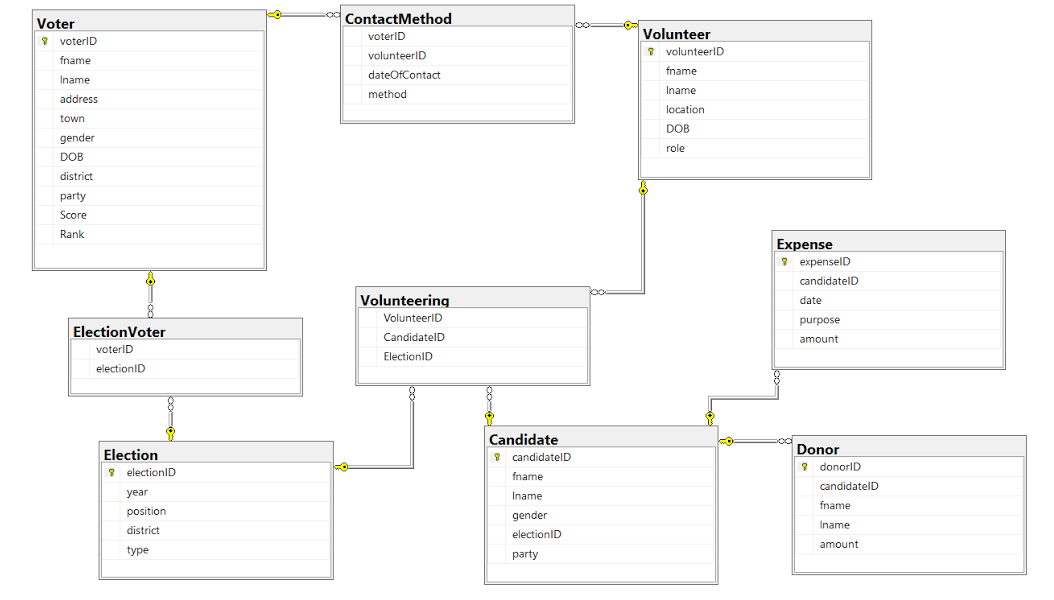 Voter
voterID
fname
lname
address
town
gender
DOB
district
party
Score
Rank
ContactMethod
voterID
volunteerID
dateOfContact
method
Volunteer
volunteerID
fname
lname
location
DOB
role
Expense
expenseID
candidateID
date
purpose
amount
Volunteering
VolunteerID
CandidateID
ElectionID
ElectionVoter
voterID
electionID
Election
electionID
year
position
district
type
Candidate
candidateID
fname
lname
gender
electionID
party
Donor
donorID
candidateID
fname
lname
amount